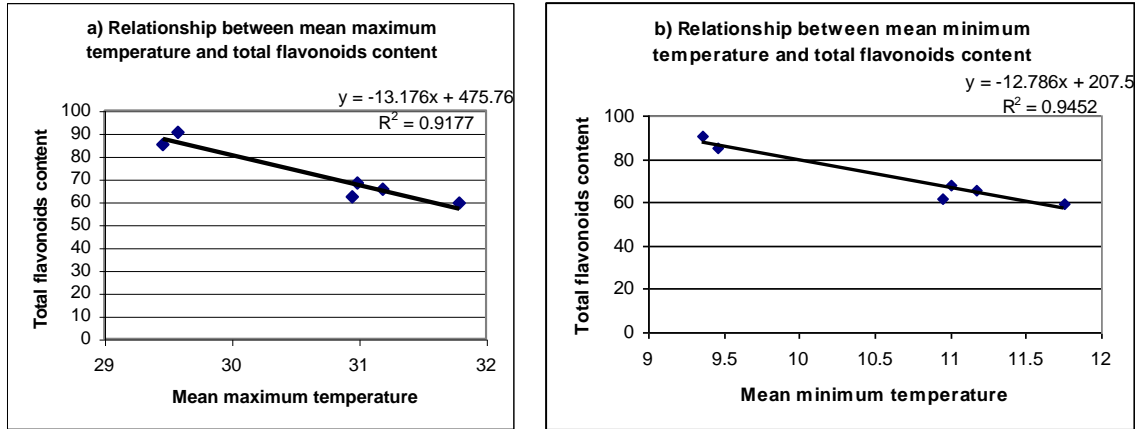 a) Relationship between mean maximum
temperature and total flavonoids content
y = -13.176x + 475.76
R² = 0.9177
100
90
80
70
60
50
40
30
20
10
0
Total flavonoids content
29
30
31
32
Mean maximum temperature
b) Relationship between mean minimum
temperature and total flavonoids content
y = -12.786x + 207.5
R² = 0.9452
100
80
60
40
20
0
Total flavonoids content
9
9.5
10
10.5
11
11.5
12
Mean minimum temperature